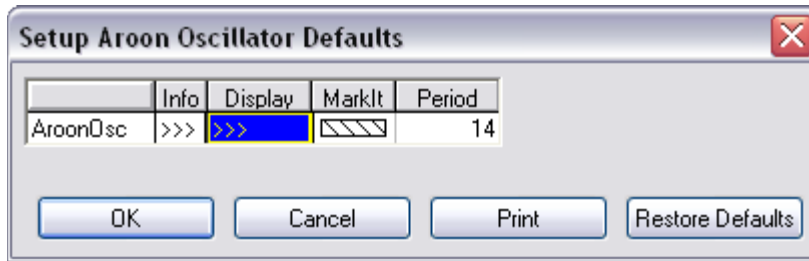 Setup Aroon Oscillator Defaults
Info Display MarkIt Period
AroonOsc >>> >>> 14
OK Cancel Print Restore Defaults